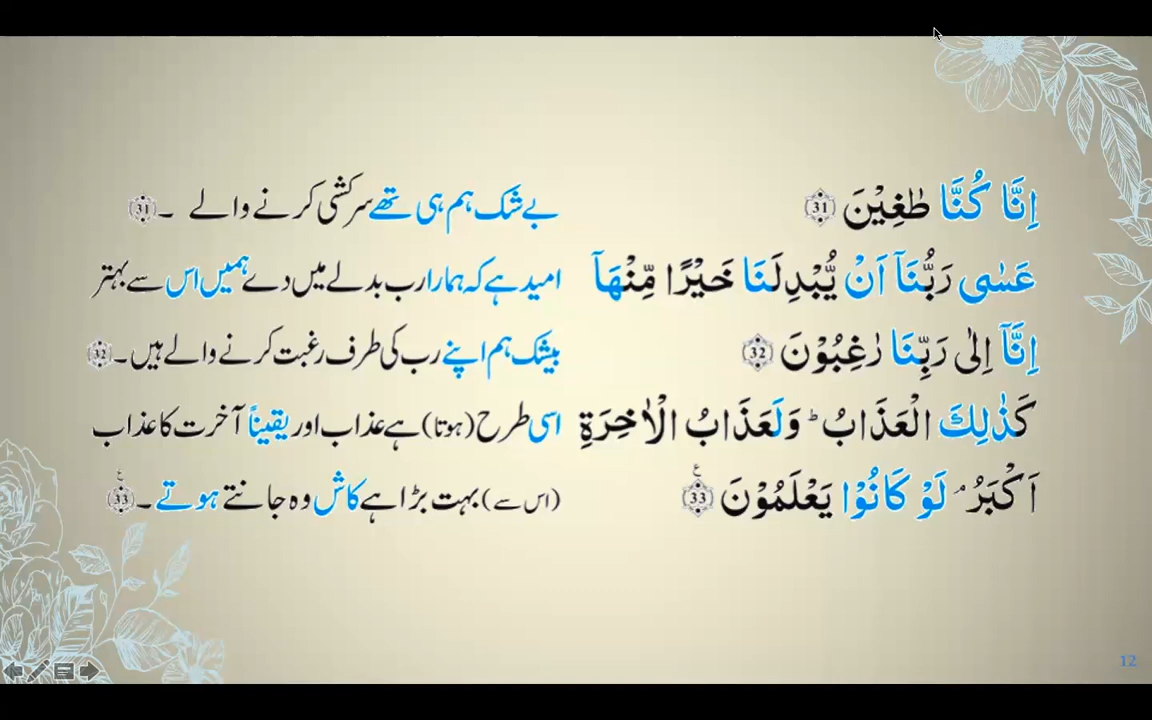 اِنَّا كُنَّا طٰغِیْنَ ﴿31﴾ بےشک ہم ہی تھے سرکشی کرنے والے ۔ ﴿31﴾
عَسٰی رَبُّنَاۤ اَنْ یُّبْدِلَنَا خَیْرًا مِّنْهَاۤ امید ہے کہ ہمارا رب بدلے میں دے ہمیں اس سے بہتر
اِنَّاۤ اِلٰی رَبِّنَا رٰغِبُوْنَ ﴿32﴾ بیشک ہم اپنے رب کی طرف رغبت کرنے والے ہیں۔ ﴿32﴾
كَذٰلِكَ الْعَذَابُ ؕ وَلَعَذَابُ الْاٰخِرَةِ اسی طرح (ہوتا) ہے عذاب اور یقیناً آخرت کا عذاب
اَكْبَرُ ۘ لَوْ كَانُوْا یَعْلَمُوْنَ ﴿33﴾ ع (اس سے) بہت بڑا ہے کاش وہ جانتے ہوتے ۔ ﴿33﴾ ع
12